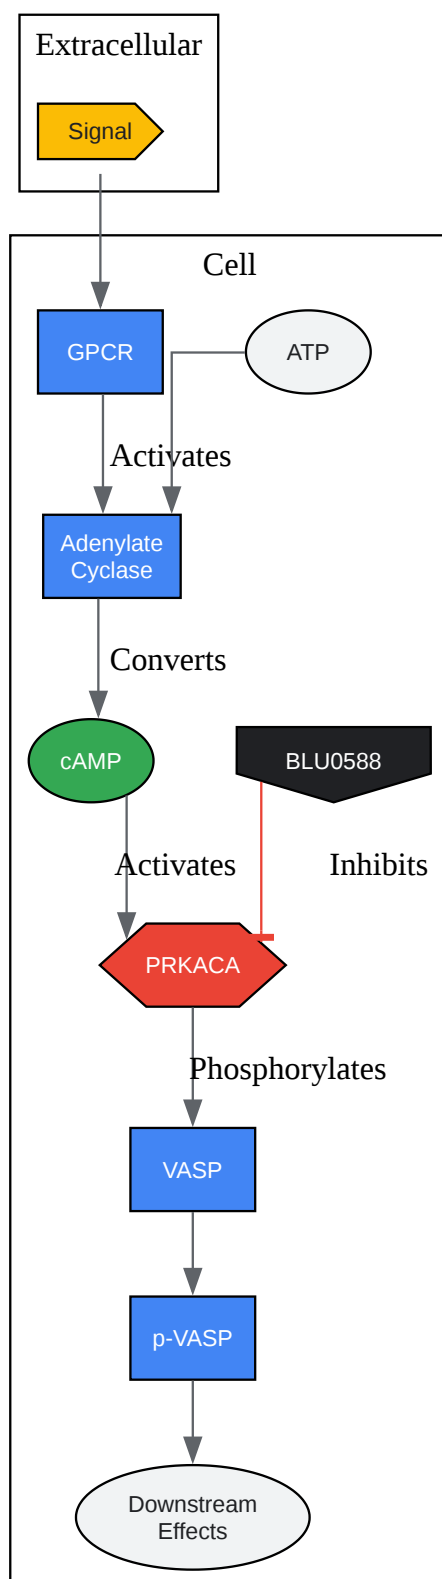 Extracellular
Signal
Cell
GPCR
ATP
Activates
Adenylate
Cyclase
Converts
cAMP
BLU0588
Activates
Inhibits
PRKACA
Phosphorylates
VASP
p-VASP
Downstream
Effects